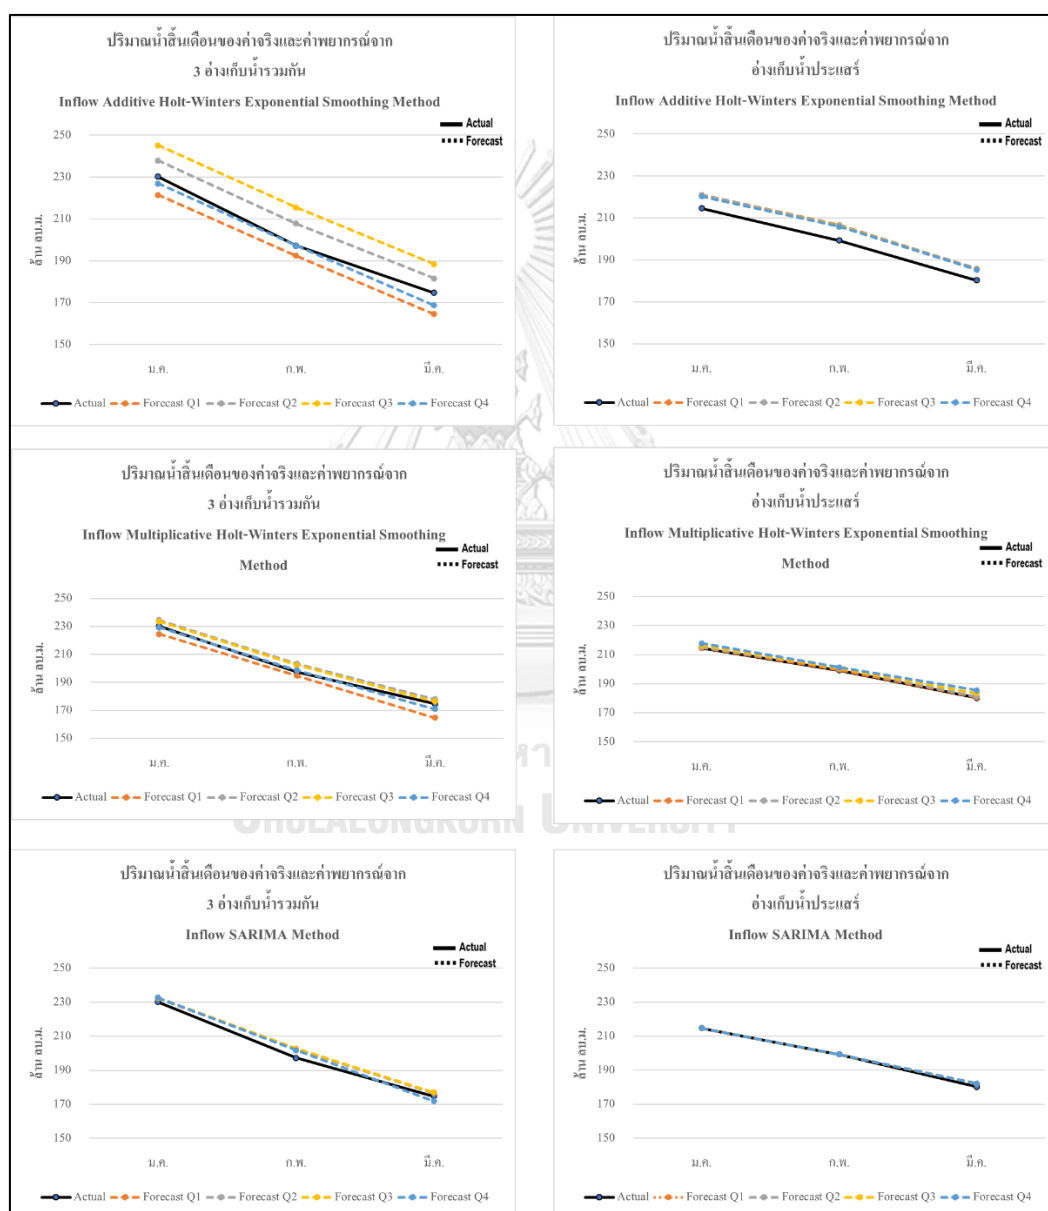 ปริมาณน้ำสิ้นเดือนของค่าจริงและค่าพยากรณ์จาก
3 อ่างเก็บน้ำรวมกัน
Inflow Additive Holt-Winters Exponential Smoothing Method
Actual
Forecast
250
230
210
190
170
150
ล้าน ลบ.ม.
ม.ค.
ก.พ.
มี.ค.
Actual Forecast Q1 Forecast Q2 Forecast Q3 Forecast Q4
ปริมาณน้ำสิ้นเดือนของค่าจริงและค่าพยากรณ์จาก
อ่างเก็บน้ำประแสร์
Inflow Additive Holt-Winters Exponential Smoothing Method
Actual
Forecast
250
230
210
190
170
150
ล้าน ลบ.ม.
ม.ค.
ก.พ.
มี.ค.
Actual Forecast Q1 Forecast Q2 Forecast Q3 Forecast Q4
ปริมาณน้ำสิ้นเดือนของค่าจริงและค่าพยากรณ์จาก
3 อ่างเก็บน้ำรวมกัน
Inflow Multiplicative Holt-Winters Exponential Smoothing
Method
Actual
Forecast
250
230
210
190
170
150
ล้าน ลบ.ม.
ม.ค.
ก.พ.
มี.ค.
Actual Forecast Q1 Forecast Q2 Forecast Q3 Forecast Q4
ปริมาณน้ำสิ้นเดือนของค่าจริงและค่าพยากรณ์จาก
อ่างเก็บน้ำประแสร์
Inflow Multiplicative Holt-Winters Exponential Smoothing
Method
Actual
Forecast
250
230
210
190
170
150
ล้าน ลบ.ม.
ม.ค.
ก.พ.
มี.ค.
Actual Forecast Q1 Forecast Q2 Forecast Q3 Forecast Q4
CHULALONGKORN UNIVERSITY
ปริมาณน้ำสิ้นเดือนของค่าจริงและค่าพยากรณ์จาก
3 อ่างเก็บน้ำรวมกัน
Inflow SARIMA Method
Actual
Forecast
250
230
210
190
170
150
ล้าน ลบ.ม.
ม.ค.
ก.พ.
มี.ค.
Actual Forecast Q1 Forecast Q2 Forecast Q3 Forecast Q4
ปริมาณน้ำสิ้นเดือนของค่าจริงและค่าพยากรณ์จาก
อ่างเก็บน้ำประแสร์
Inflow SARIMA Method
Actual
Forecast
250
230
210
190
170
150
ล้าน ลบ.ม.
ม.ค.
ก.พ.
มี.ค.
Actual Forecast Q1 Forecast Q2 Forecast Q3 Forecast Q4